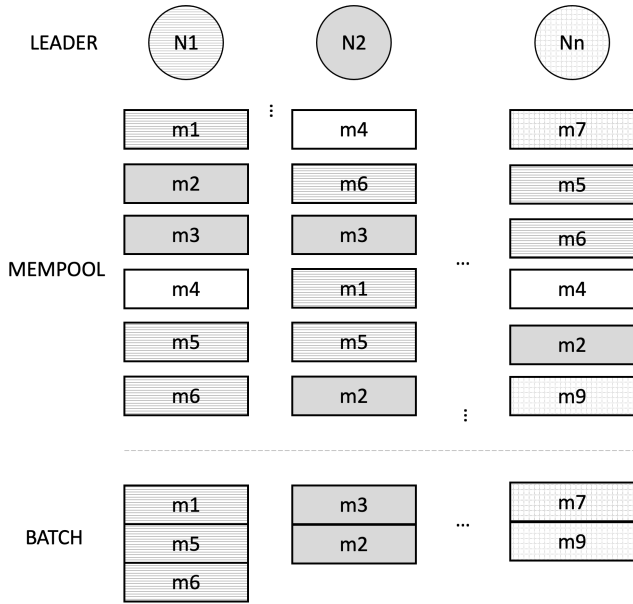 LEADER N1 N2 Nn
⋮
m1 m4 m7
m2 m6 m5
m3 m3 m6
MEMPOOL ...
m4 m1 m4
m5 m5 m2
m6 m2 m9
⋮
m1 m3 m7
BATCH m5 m2 ... m9
m6